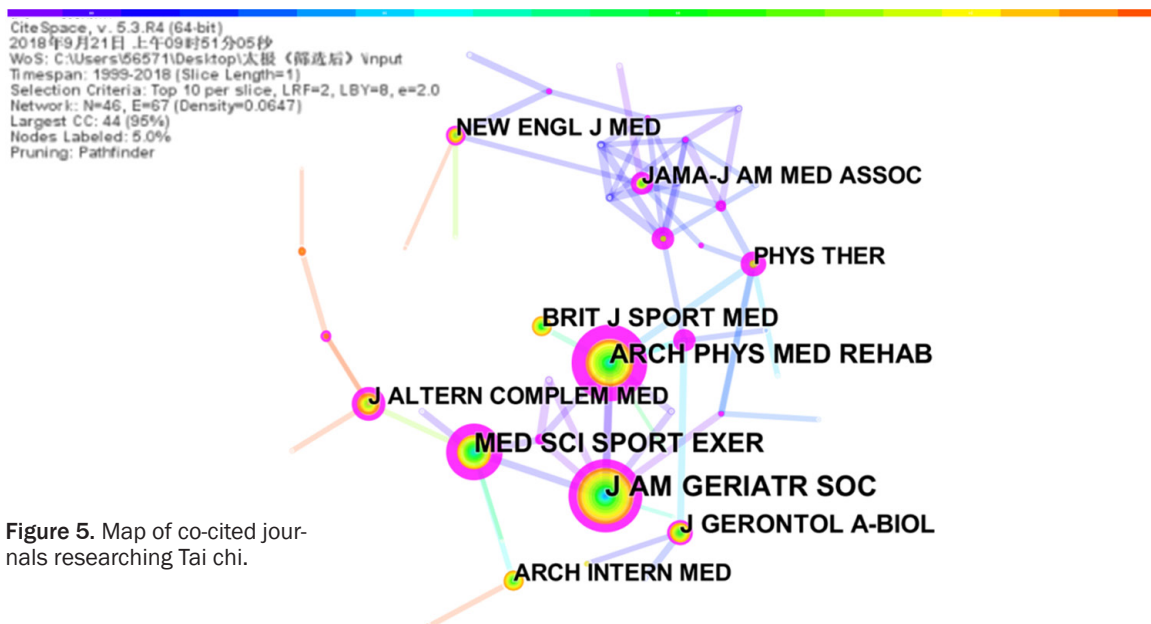 CiteSpace, v. 5.3.R4 (64-bit)
2018年9月21日 上午09时51分05秒
WoS: C:\Users\56571\Desktop\太极《筛选后》\input
Timespan: 1999-2018 (Slice Length=1)
Selection Criteria: Top 10 per slice, LRF=2, LBY=8, e=2.0
Network: N=46, E=67 (Density=0.0647)
Largest CC: 44 (95%)
Nodes Labeled: 5.0%
Pruning: Pathfinder
NEW ENGL J MED
JAMA-J AM MED ASSOC
PHYS THER
BRIT J SPORT MED
ARCH PHYS MED REHAB
J ALTERN COMPLEM MED
MED SCI SPORT EXER
J AM GERIATR SOC
J GERONTOL A-BIOL
ARCH INTERN MED
Figure 5. Map of co-cited jour-
nals researching Tai chi.